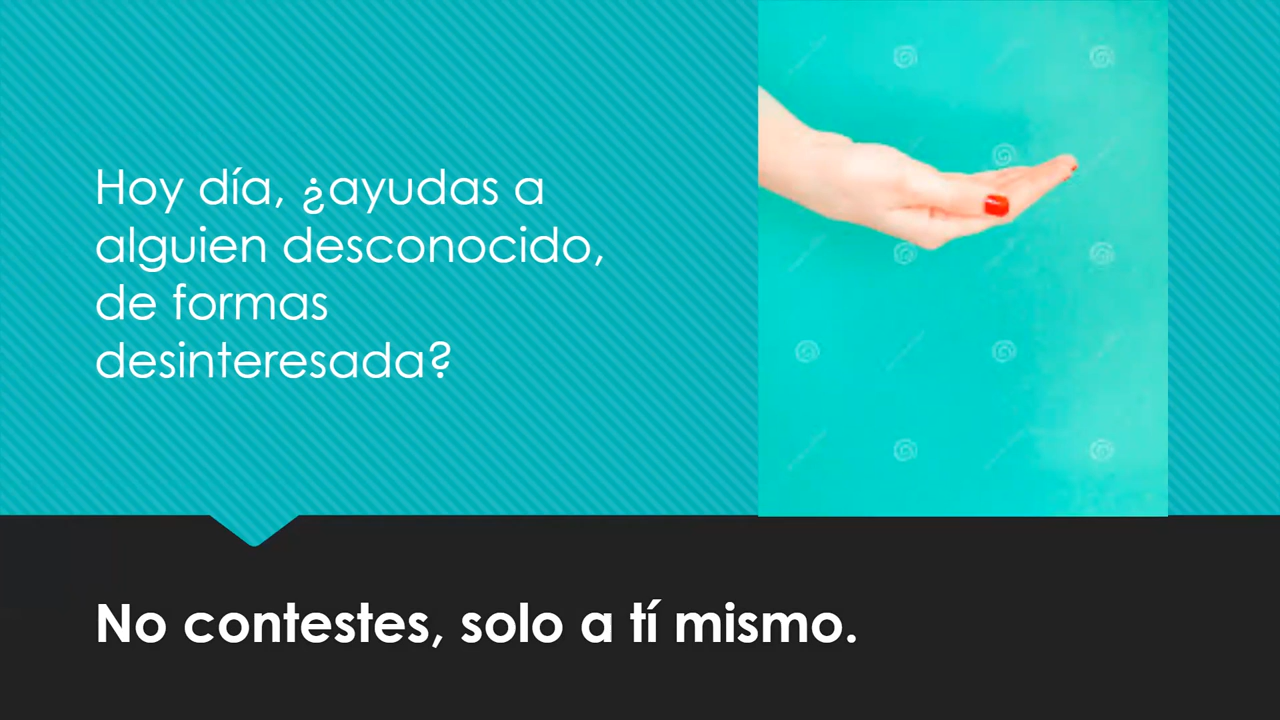 Hoy día, ¿ayudas a
alguien desconocido,
de formas
desinteresada?
No contestes, solo a tí mismo.